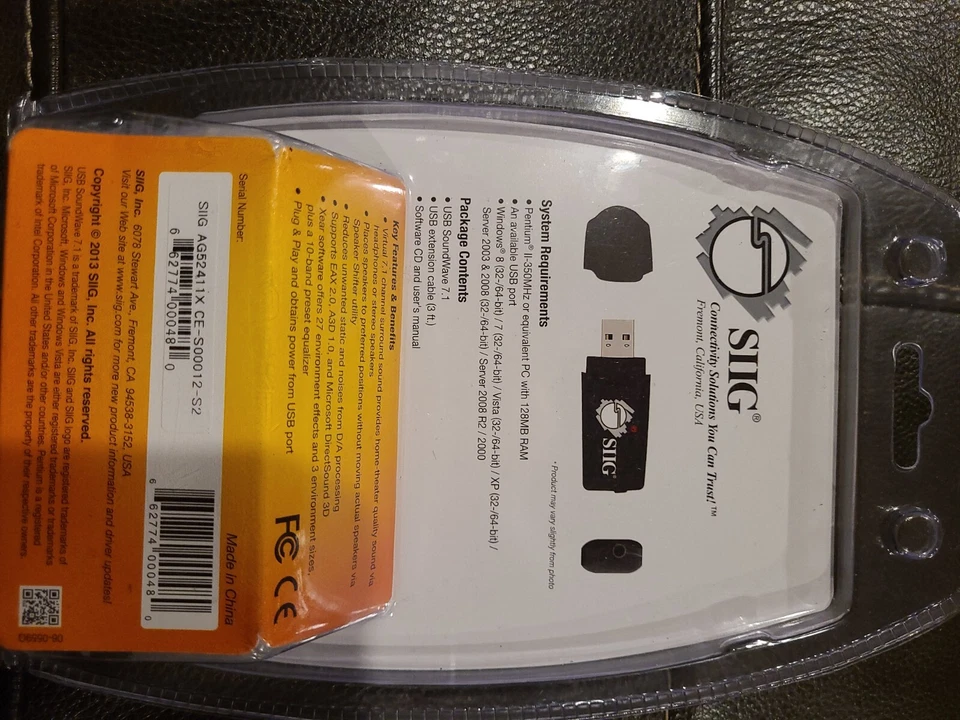 SIIG®
Connectivity Solutions You Can Trust!™
Fremont, California, USA
SIIG®
* Product may vary slightly from photo
System Requirements
• Pentium® II-350MHz or equivalent PC with 128MB RAM
• An available USB port
• Windows® 8 (32-/64-bit) / 7 (32-/64-bit) / Vista (32-/64-bit) / XP (32-/64-bit) /
Server 2003 & 2008 (32-/64-bit) / Server 2008 R2 / 2000
Package Contents
• USB SoundWave 7.1
• USB extension cable (3 ft.)
• Software CD and user's manual
Key Features & Benefits
• Virtual 7.1 channel surround sound provides home-theater quality sound via
headphones or stereo speakers
• Places speakers to preferred positions without moving actual speakers via
Speaker Shifter utility
• Reduces unwanted static and noises from D/A processing
• Supports EAX 2.0, A3D 1.0, and Microsoft DirectSound 3D
• Xear software offers 27 environment effects and 3 environment sizes,
plus a 10-band preset equalizer
• Plug & Play and obtains power from USB port
FC CE
Serial Number:
Made in China
SIIG AG52411X CE-S00012-S2
6 62774 00048 0
6 62774 00048 0
SIIG, Inc. 6078 Stewart Ave., Fremont, CA 94538-3152, USA
Visit our Web site at www.siig.com for more new product information and driver updates!
Copyright © 2013 SIIG, Inc. All rights reserved.
USB SoundWave 7.1 is a trademark of SIIG, Inc. SIIG and SIIG logo are registered trademarks of
SIIG, Inc. Microsoft, Windows and Windows Vista are either registered trademarks or trademarks
of Microsoft Corporation in the United States and/or other countries. Pentium is a registered
trademark of Intel Corporation. All other trademarks are the property of their respective owners.
06-0559G